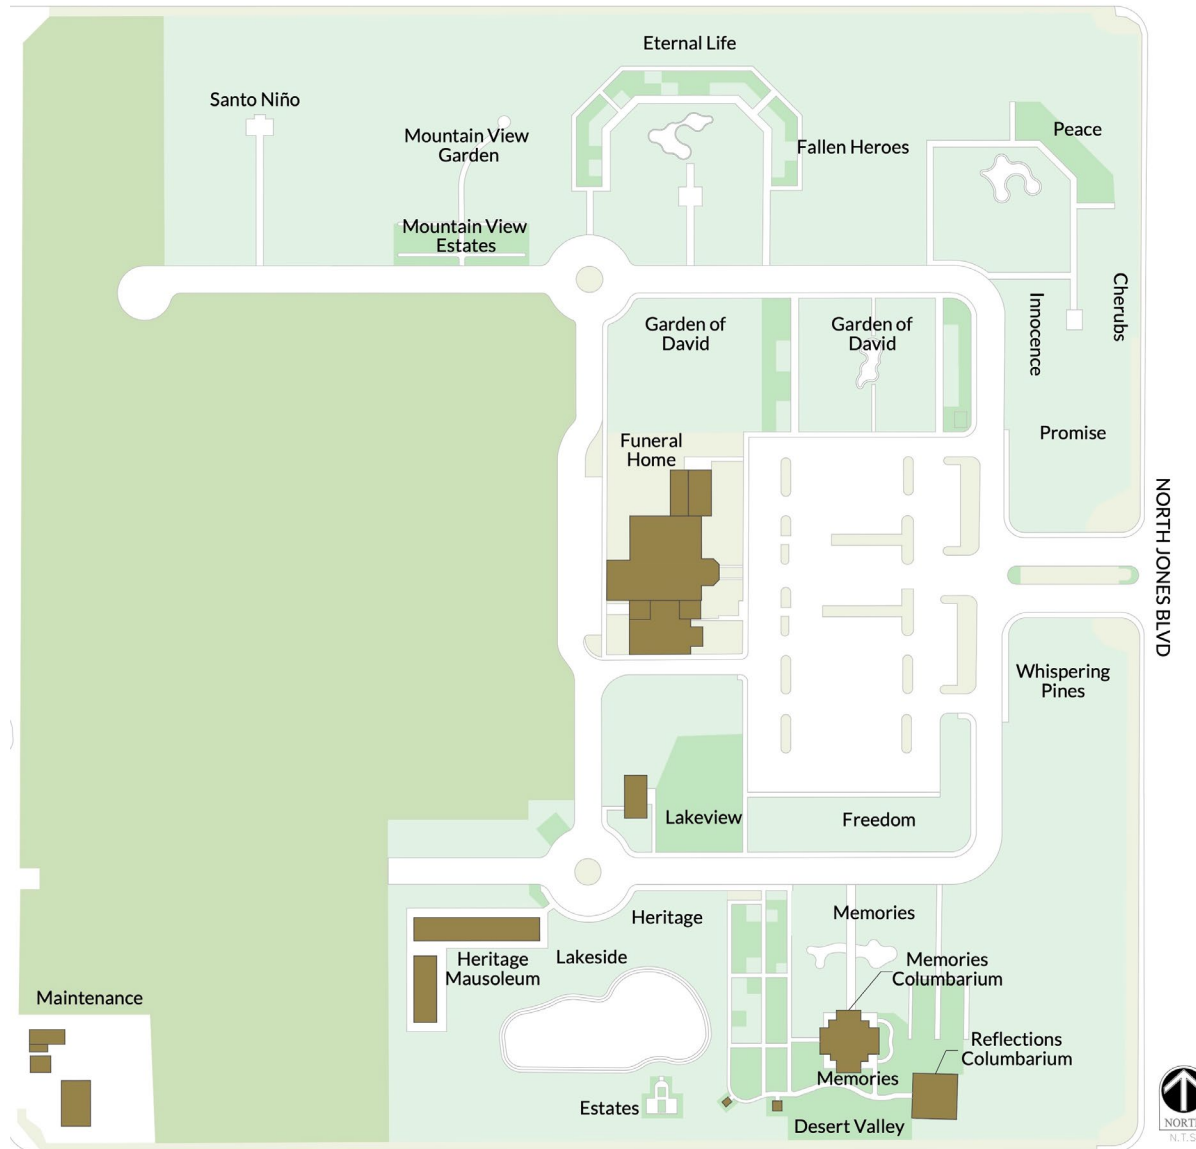 Eternal Life
Santo Niño
Mountain View
Garden
Peace
Fallen Heroes
Mountain View
Estates
Cherubs
Innocence
Garden of
David
Garden of
David
Promise
Funeral
Home
NORTH JONES BLVD
Whispering
Pines
Lakeview
Freedom
Heritage
Memories
Lakeside
Heritage
Mausoleum
Memories
Columbarium
Maintenance
Reflections
Columbarium
Memories
Estates
Desert Valley
NORTH
N.T.S